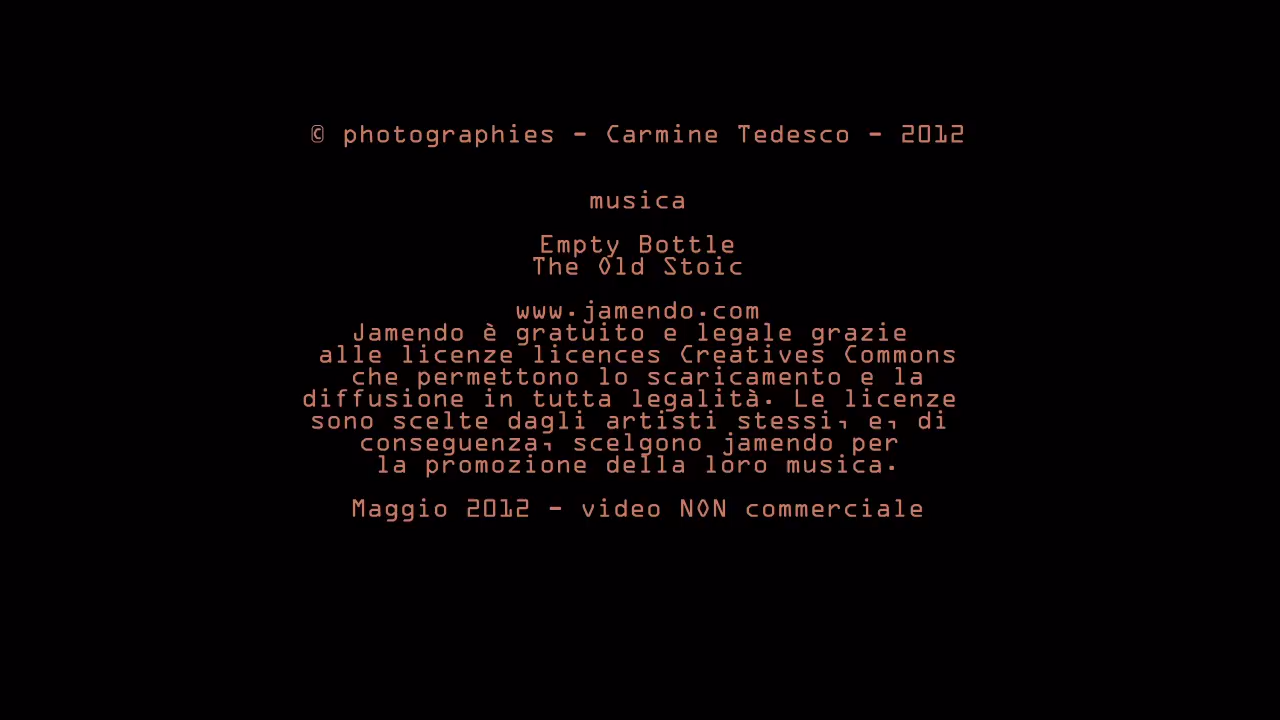 © photographies - Carmine Tedesco - 2012
musica
Empty Bottle
The Old Stoic
www.jamendo.com
Jamendo è gratuito e legale grazie
alle licenze licences Creatives Commons
che permettono lo scaricamento e la
diffusione in tutta legalità. Le licenze
sono scelte dagli artisti stessi, e, di
conseguenza, scelgono jamendo per
la promozione della loro musica.
Maggio 2012 - video NON commerciale